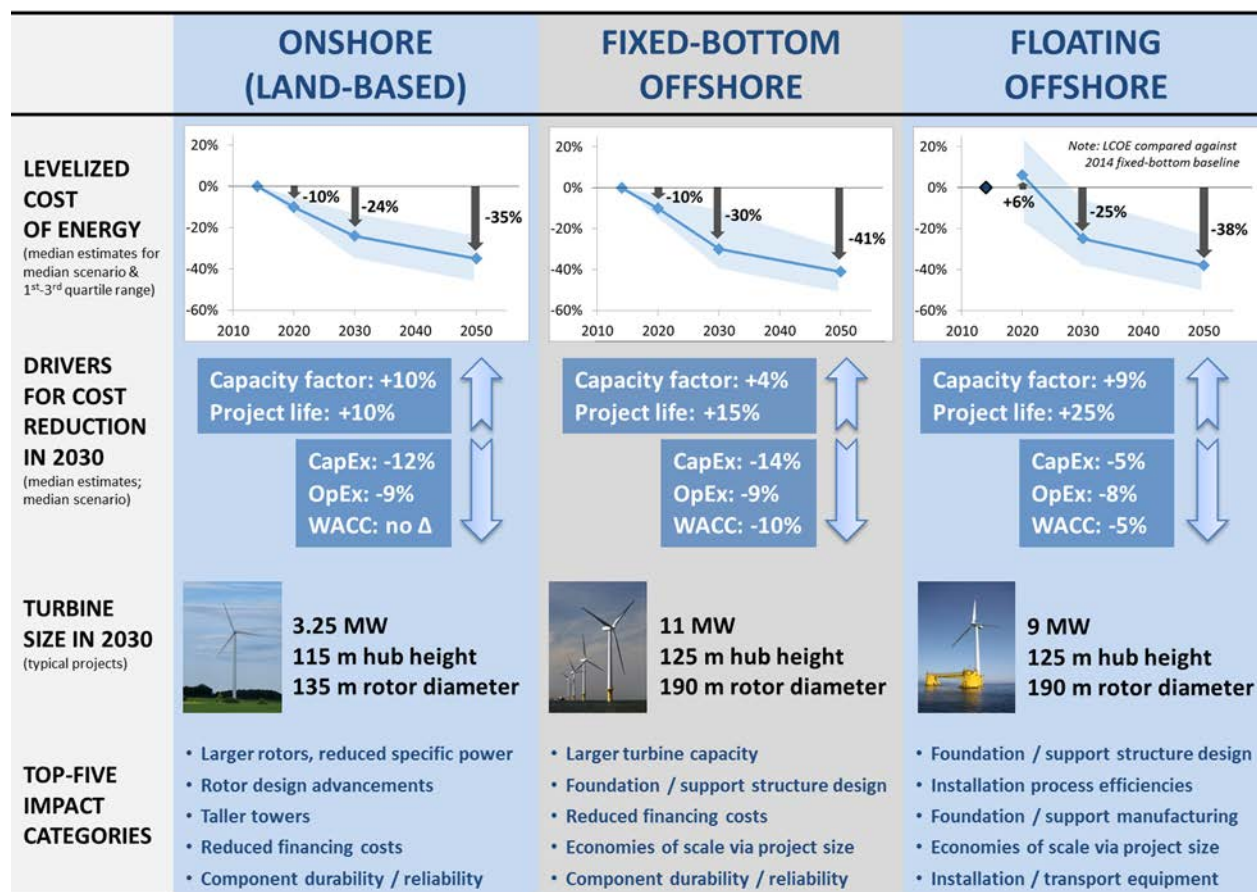 ONSHORE
(LAND-BASED)
FIXED-BOTTOM
OFFSHORE
FLOATING
OFFSHORE
LEVELIZED
COST
OF ENERGY
(median estimates for
median scenario &
1st-3rd quartile range)
20%
0%
-20%
-40%
-60%
-10%
-24%
-35%
2010 2020 2030 2040 2050
20%
0%
-20%
-40%
-60%
-10%
-30%
-41%
2010 2020 2030 2040 2050
Note: LCOE compared against
2014 fixed-bottom baseline
20%
0%
-20%
-40%
-60%
+6%
-25%
-38%
2010 2020 2030 2040 2050
DRIVERS
FOR COST
REDUCTION
IN 2030
(median estimates;
median scenario)
Capacity factor: +10%
Project life: +10%
CapEx: -12%
OpEx: -9%
WACC: no Δ
Capacity factor: +4%
Project life: +15%
CapEx: -14%
OpEx: -9%
WACC: -10%
Capacity factor: +9%
Project life: +25%
CapEx: -5%
OpEx: -8%
WACC: -5%
TURBINE
SIZE IN 2030
(typical projects)
3.25 MW
115 m hub height
135 m rotor diameter
11 MW
125 m hub height
190 m rotor diameter
9 MW
125 m hub height
190 m rotor diameter
TOP-FIVE
IMPACT
CATEGORIES
• Larger rotors, reduced specific power
• Rotor design advancements
• Taller towers
• Reduced financing costs
• Component durability / reliability
• Larger turbine capacity
• Foundation / support structure design
• Reduced financing costs
• Economies of scale via project size
• Component durability / reliability
• Foundation / support structure design
• Installation process efficiencies
• Foundation / support manufacturing
• Economies of scale via project size
• Installation / transport equipment